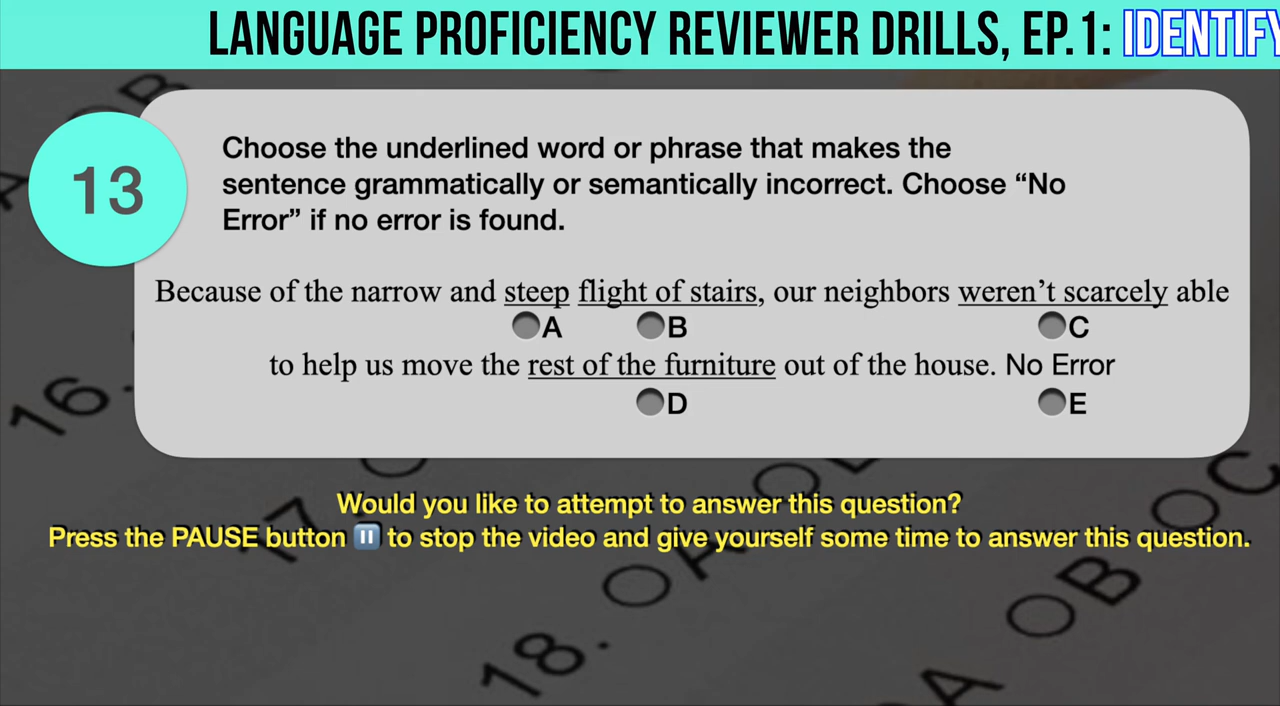 LANGUAGE PROFICIENCY REVIEWER DRILLS, EP.1: IDENTIFY
13
Choose the underlined word or phrase that makes the
sentence grammatically or semantically incorrect. Choose “No
Error” if no error is found.
Because of the narrow and steep flight of stairs, our neighbors weren’t scarcely able
A B C
to help us move the rest of the furniture out of the house. No Error
D E
Would you like to attempt to answer this question?
Press the PAUSE button ⏸️ to stop the video and give yourself some time to answer this question.
16.
17.
18. A B
A B C